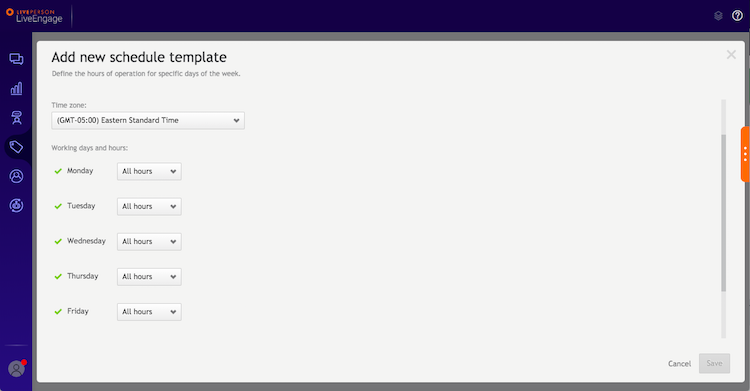 LIVEPERSON
LiveEngage
Add new schedule template
Define the hours of operation for specific days of the week.
Time zone:
(GMT-05:00) Eastern Standard Time
Working days and hours:
Monday All hours
Tuesday All hours
Wednesday All hours
Thursday All hours
Friday All hours
Cancel Save